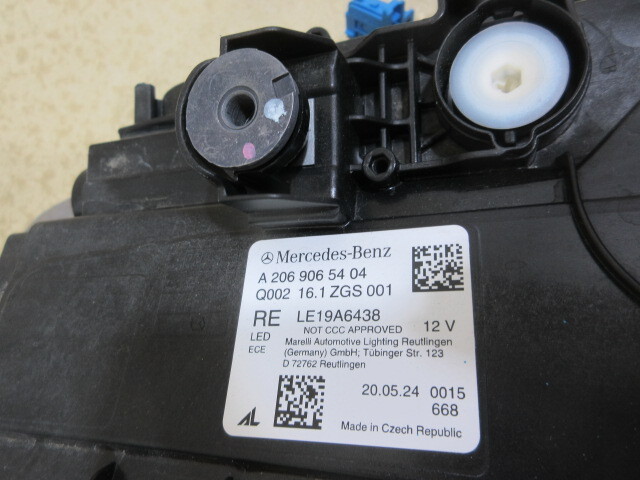 Mercedes-Benz
A 206 906 54 04
Q002 16.1 ZGS 001
RE LE19A6438
LED NOT CCC APPROVED 12 V
ECE
Marelli Automotive Lighting Reutlingen
(Germany) GmbH; Tübinger Str. 123
D 72762 Reutlingen
20.05.24 0015
668
AL Made in Czech Republic